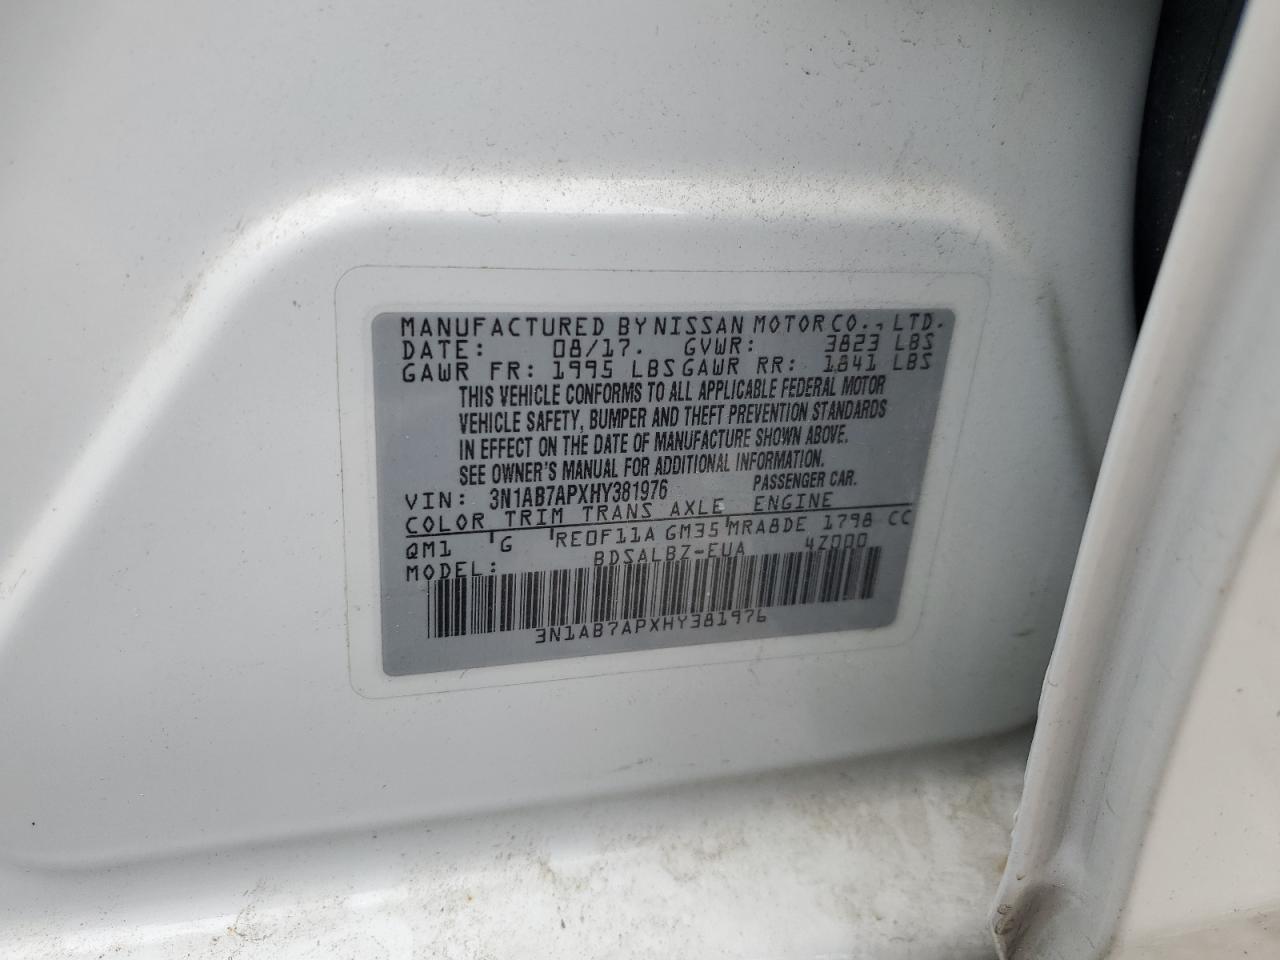 MANUFACTURED BY NISSAN MOTOR CO., LTD.
DATE: 08/17. GVWR: 3823 LBS
GAWR FR: 1995 LBS GAWR RR: 1841 LBS
THIS VEHICLE CONFORMS TO ALL APPLICABLE FEDERAL MOTOR
VEHICLE SAFETY, BUMPER AND THEFT PREVENTION STANDARDS
IN EFFECT ON THE DATE OF MANUFACTURE SHOWN ABOVE.
SEE OWNER'S MANUAL FOR ADDITIONAL INFORMATION.
VIN: 3N1AB7APXHY381976 PASSENGER CAR.
COLOR TRIM TRANS AXLE ENGINE
QM1 G RE0F11A GM35 MRA8DE 1798 CC
MODEL: BDSALBZ-EUA 4Z000
3N1AB7APXHY381976